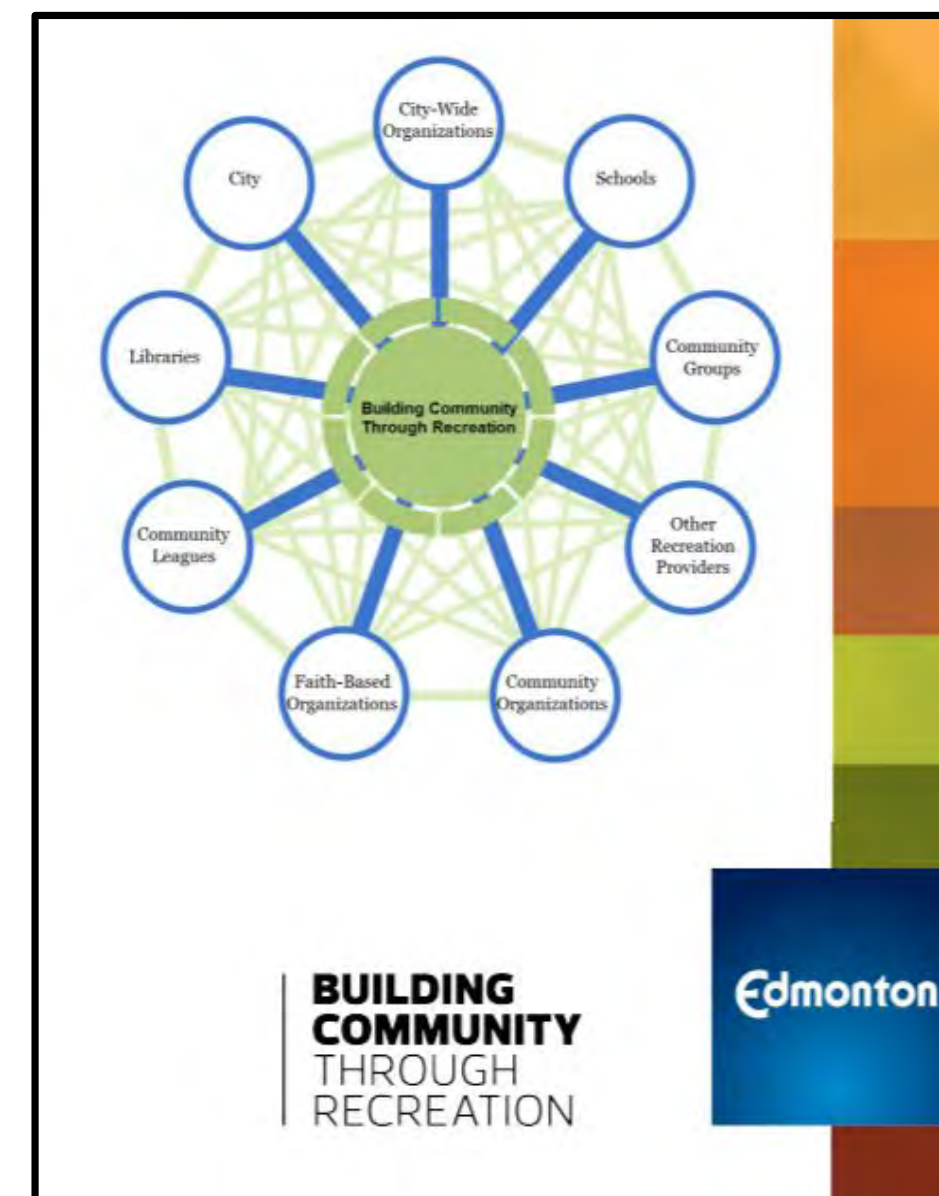 City-Wide
Organizations
City
Schools
Libraries
Community
Groups
Building Community
Through Recreation
Community
Leagues
Other
Recreation
Providers
Faith-Based
Organizations
Community
Organizations
BUILDING
COMMUNITY
THROUGH
RECREATION
Edmonton